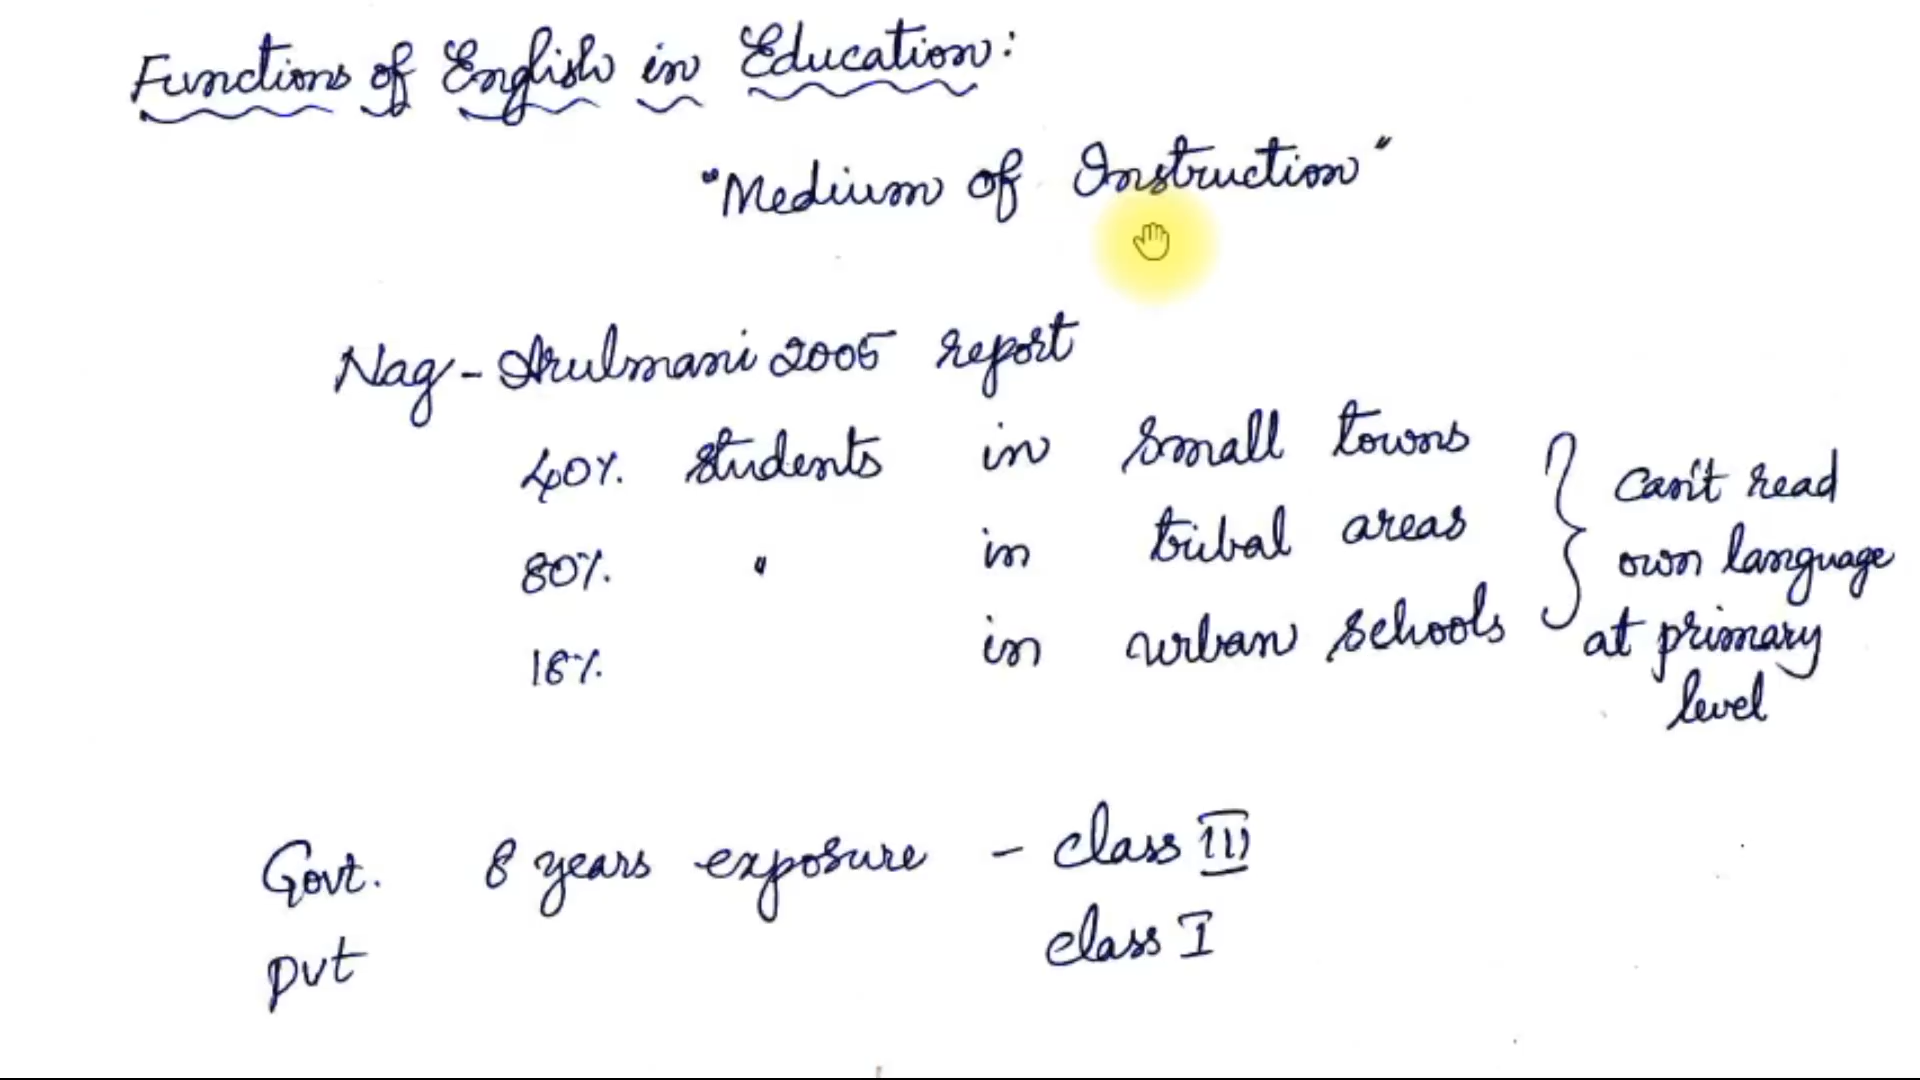 Functions of English in Education:
"Medium of Instruction"
Nag - Arulmani 2005 report
40% students in small towns
80% " in tribal areas
18% in urban schools
can't read
own language
at primary
level
Govt. 8 years exposure - class III
pvt class I